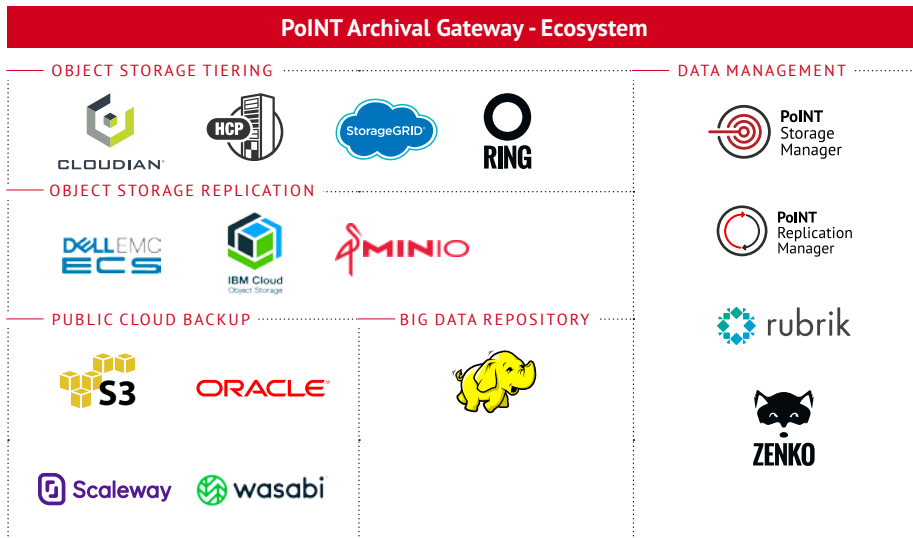 PoINT Archival Gateway - Ecosystem
OBJECT STORAGE TIERING
CLOUDIAN®
HCP
StorageGRID®
RING
OBJECT STORAGE REPLICATION
DELLEMC
ECS
IBM Cloud
Object Storage
MINIO
PUBLIC CLOUD BACKUP
S3
ORACLE®
Scaleway
wasabi
BIG DATA REPOSITORY
DATA MANAGEMENT
PoINT
Storage
Manager
PoINT
Replication
Manager
rubrik
ZENKO